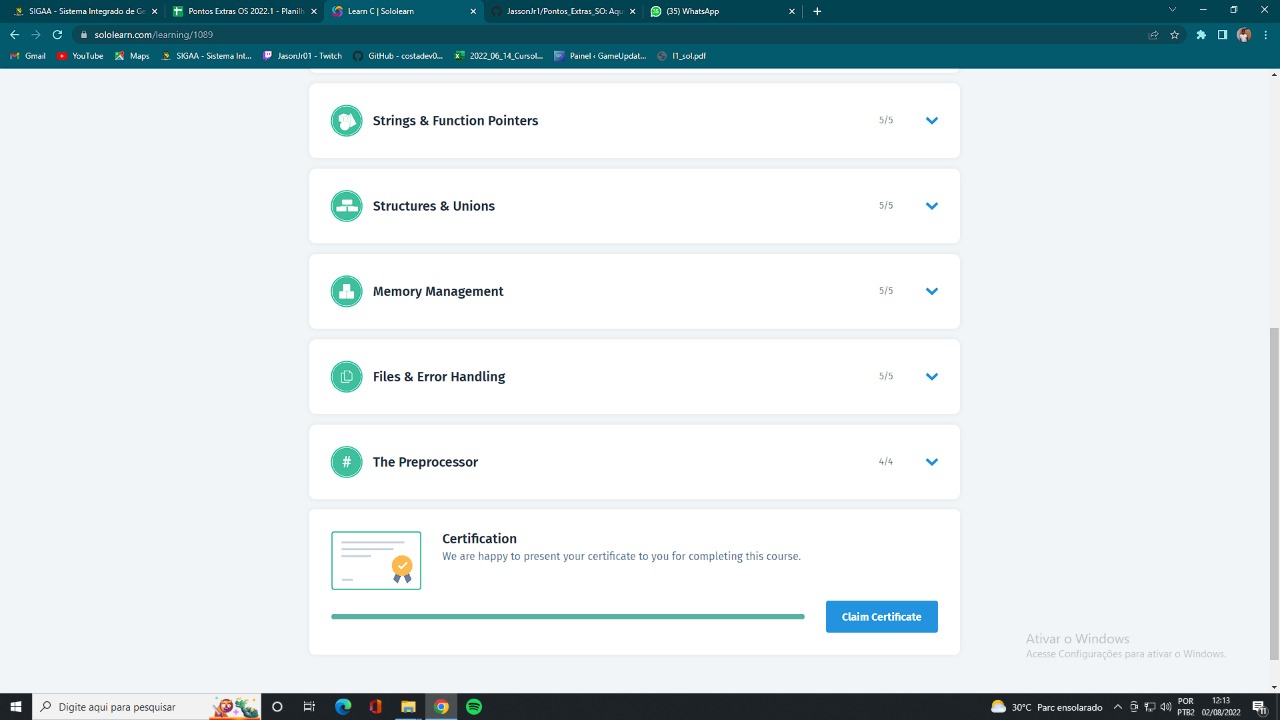 SIGAA - Sistema Integrado de Ge
Pontos Extras OS 2022.1 - Planilh
Learn C | Sololearn
JassonJr1/Pontos_Extras_SO: Aqu
(35) WhatsApp
sololearn.com/learning/1089
Gmail
YouTube
Maps
SIGAA - Sistema Int...
JasonJr01 - Twitch
GitHub - costadev0...
2022_06_14_Cursol...
Painel ‹ GameUpdat...
l1_sol.pdf
Strings & Function Pointers
5/5
Structures & Unions
5/5
Memory Management
5/5
Files & Error Handling
5/5
#
The Preprocessor
4/4
Certification
We are happy to present your certificate to you for completing this course.
Claim Certificate
Ativar o Windows
Acesse Configurações para ativar o Windows.
Digite aqui para pesquisar
30°C Parc ensolarado
POR
PTB2
12:13
02/08/2022